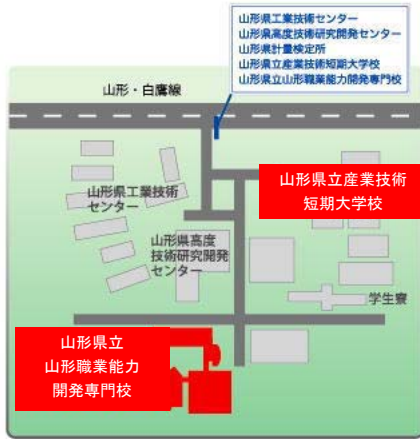 山形県工業技術センター
山形県高度技術研究開発センター
山形県計量検定所
山形県立産業技術短期大学校
山形県立山形職業能力開発専門校
山形・白鷹線
山形県立産業技術
短期大学校
山形県工業技術
センター
山形県高度
技術研究開発
センター
学生寮
山形県立
山形職業能力
開発専門校